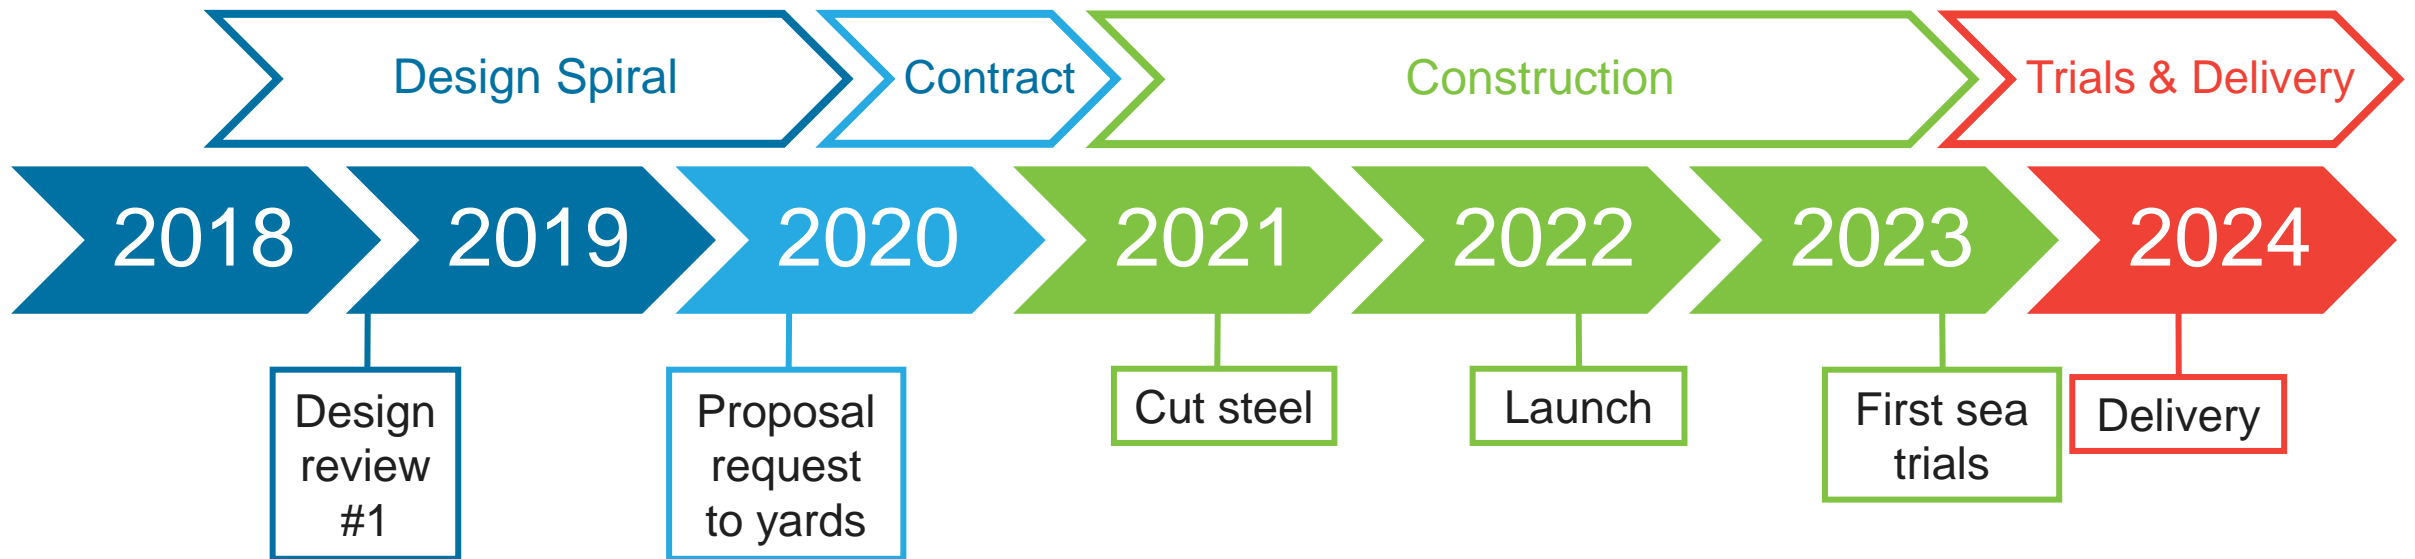 Design Spiral
Contract
Construction
Trials & Delivery
2018
2019
2020
2021
2022
2023
2024
Design
review
#1
Proposal
request
to yards
Cut steel
Launch
First sea
trials
Delivery